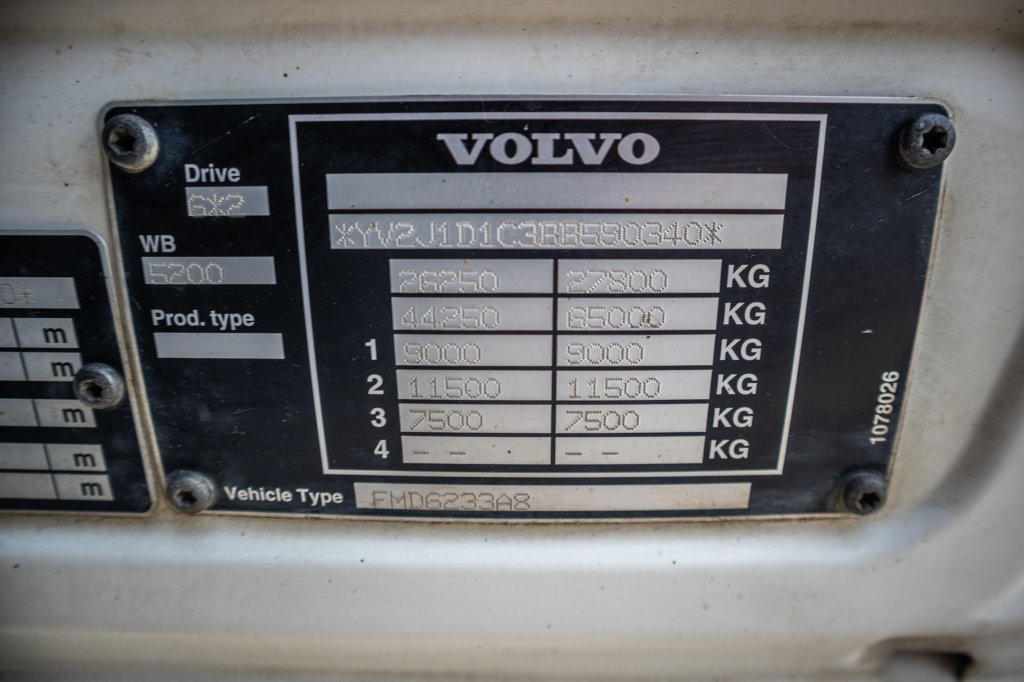 VOLVO
Drive
6X2
*YV2J1D1C3BB590340*
WB
5200
26250 27800 KG
44250 65000 KG
Prod. type
1 9000 9000 KG
2 11500 11500 KG
3 7500 7500 KG
4 -- -- KG
Vehicle Type FMD6233A8
1078026
0*
m
m
m
m
m